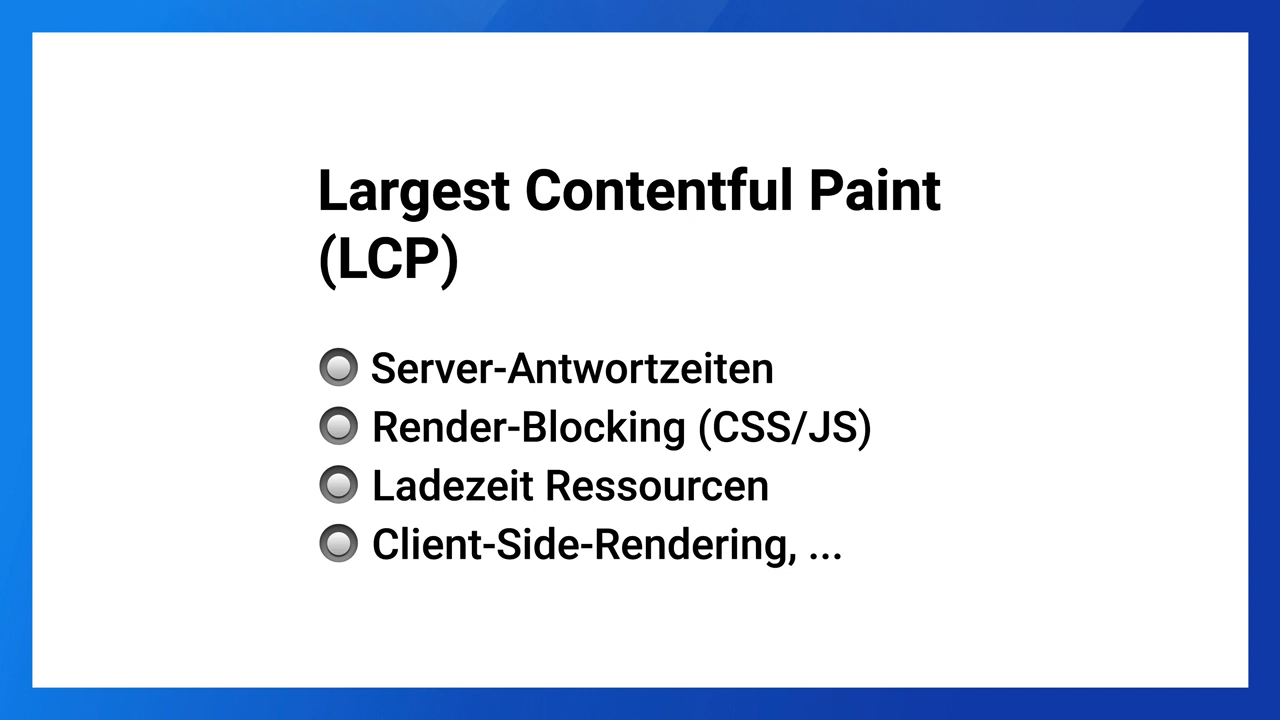 Largest Contentful Paint
(LCP)
Server-Antwortzeiten
Render-Blocking (CSS/JS)
Ladezeit Ressourcen
Client-Side-Rendering, ...